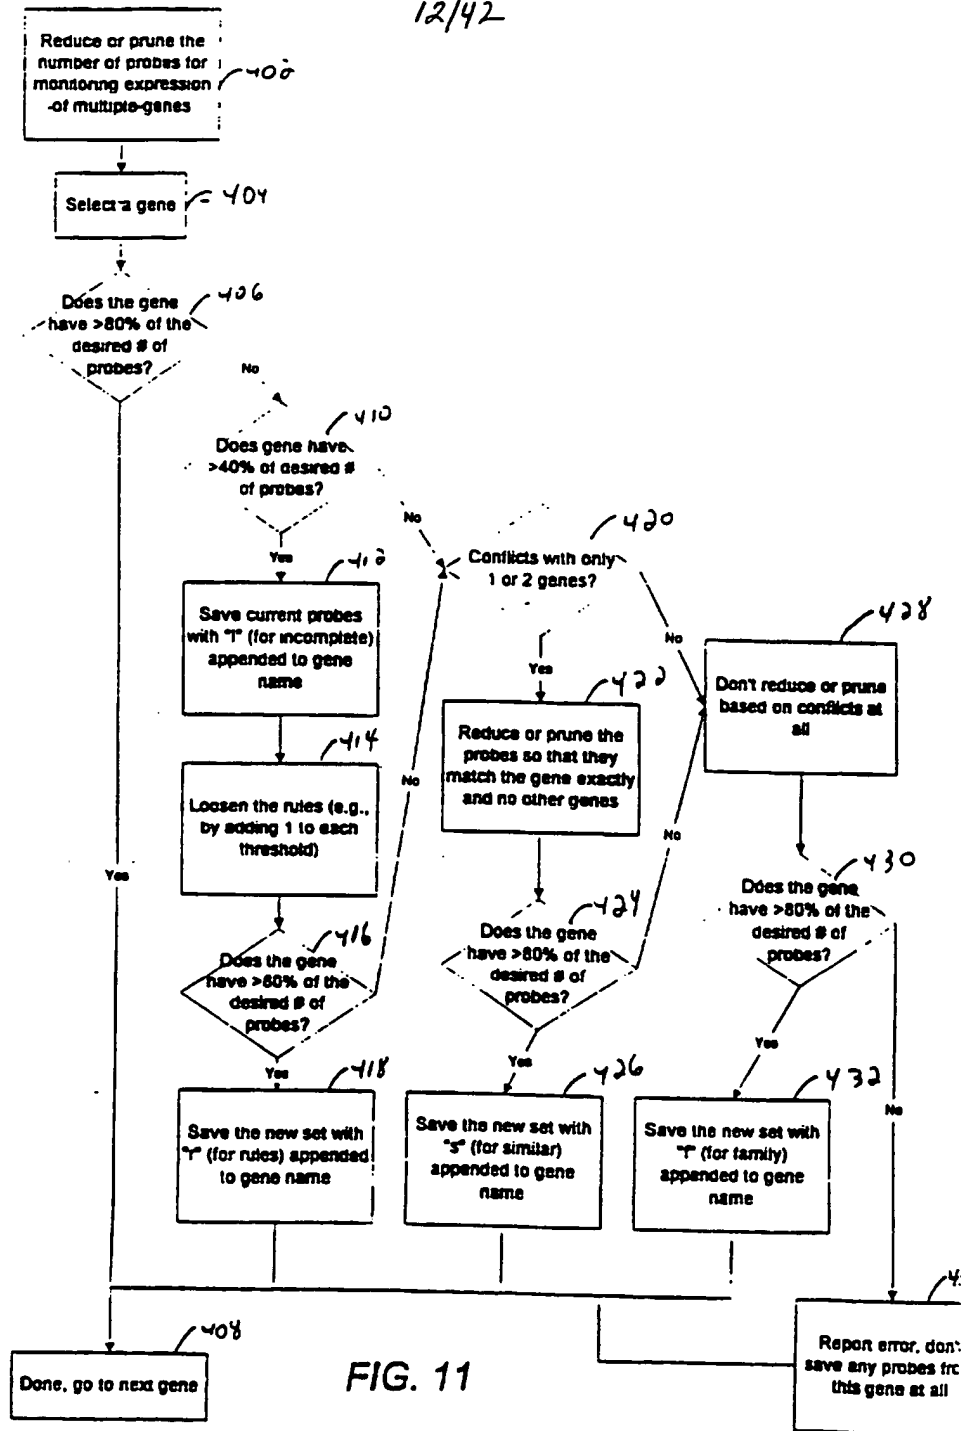 12/42
Reduce or prune the
number of probes for
monitoring expression
of multiple genes
402
Select a gene
404
Does the gene
have >80% of the
desired # of
probes?
406
No
Does gene have
>40% of desired #
of probes?
410
No
Yes
Conflicts with only
1 or 2 genes?
420
412
Save current probes
with "I" (for incomplete)
appended to gene
name
No
428
Don't reduce or prune
based on conflicts at
all
Yes
422
Reduce or prune the
probes so that they
match the gene exactly
and no other genes
414
Loosen the rules (e.g.,
by adding 1 to each
threshold)
No
No
Yes
430
Does the gene
have >80% of the
desired # of
probes?
424
Does the gene
have >80% of the
desired # of
probes?
416
Does the gene
have >80% of the
desired # of
probes?
Yes
Yes
Yes
418
Save the new set with
"r" (for rules) appended
to gene name
426
Save the new set with
"s" (for similar)
appended to gene
name
432
Save the new set with
"f" (for family)
appended to gene
name
No
408
Done, go to next gene
FIG. 11
Report error, don't
save any probes
this gene at all